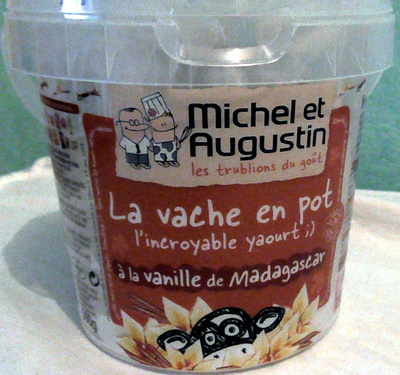 Michel et
Augustin
les trublions du goût
La vache en pot
l'incroyable yaourt ;)
à la vanille de Madagascar